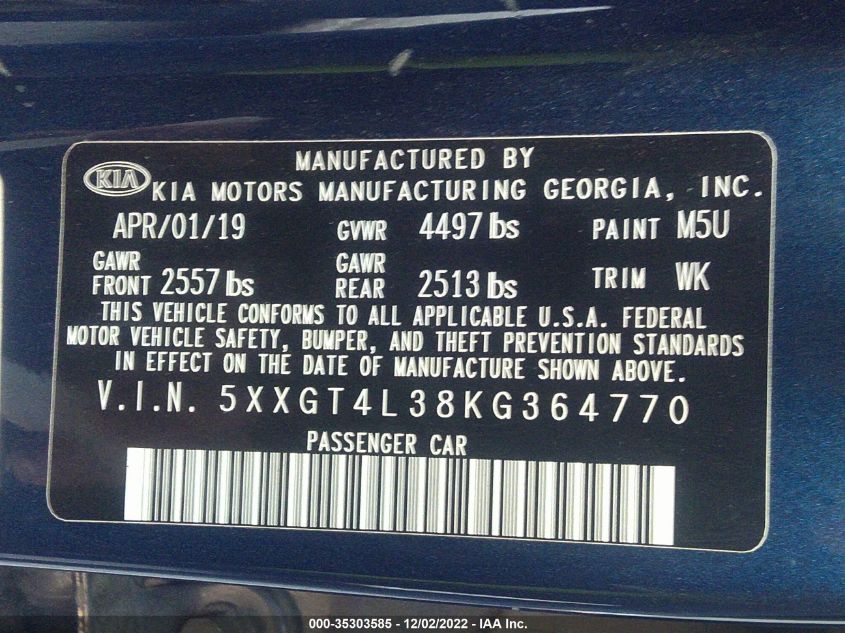 MANUFACTURED BY
KIA KIA MOTORS MANUFACTURING GEORGIA, INC.
APR/01/19 GVWR 4497 lbs PAINT M5U
GAWR FRONT 2557 lbs GAWR REAR 2513 lbs TRIM WK
THIS VEHICLE CONFORMS TO ALL APPLICABLE U.S.A. FEDERAL
MOTOR VEHICLE SAFETY, BUMPER, AND THEFT PREVENTION STANDARDS
IN EFFECT ON THE DATE OF MANUFACTURE SHOWN ABOVE.
V.I.N. 5XXGT4L38KG364770
PASSENGER CAR
000-35303585 - 12/02/2022 - IAA Inc.